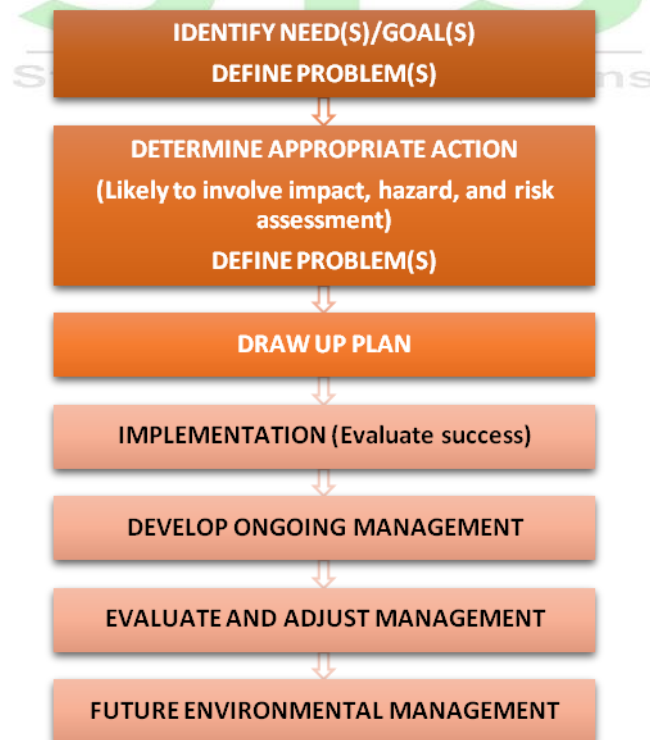 IDENTIFY NEED(S)/GOAL(S)
DEFINE PROBLEM(S)
DETERMINE APPROPRIATE ACTION
(Likely to involve impact, hazard, and risk
assessment)
DEFINE PROBLEM(S)
DRAW UP PLAN
IMPLEMENTATION (Evaluate success)
DEVELOP ONGOING MANAGEMENT
EVALUATE AND ADJUST MANAGEMENT
FUTURE ENVIRONMENTAL MANAGEMENT